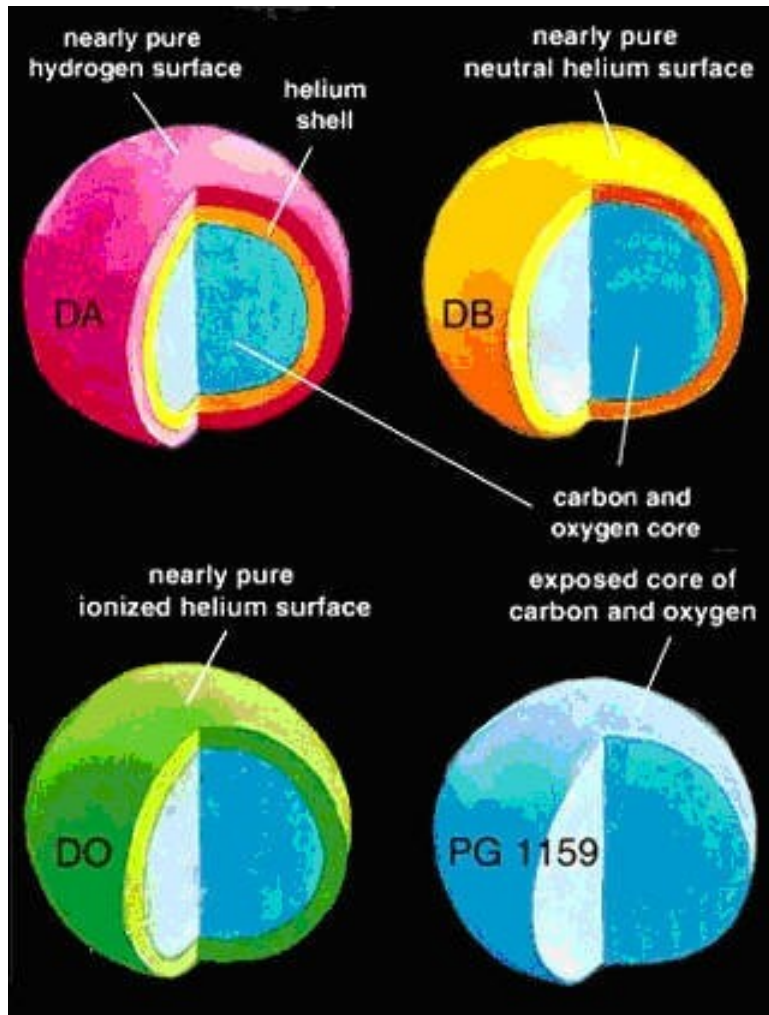 nearly pure
hydrogen surface
helium
shell
DA
nearly pure
neutral helium surface
DB
carbon and
oxygen core
nearly pure
ionized helium surface
DO
exposed core of
carbon and oxygen
PG 1159